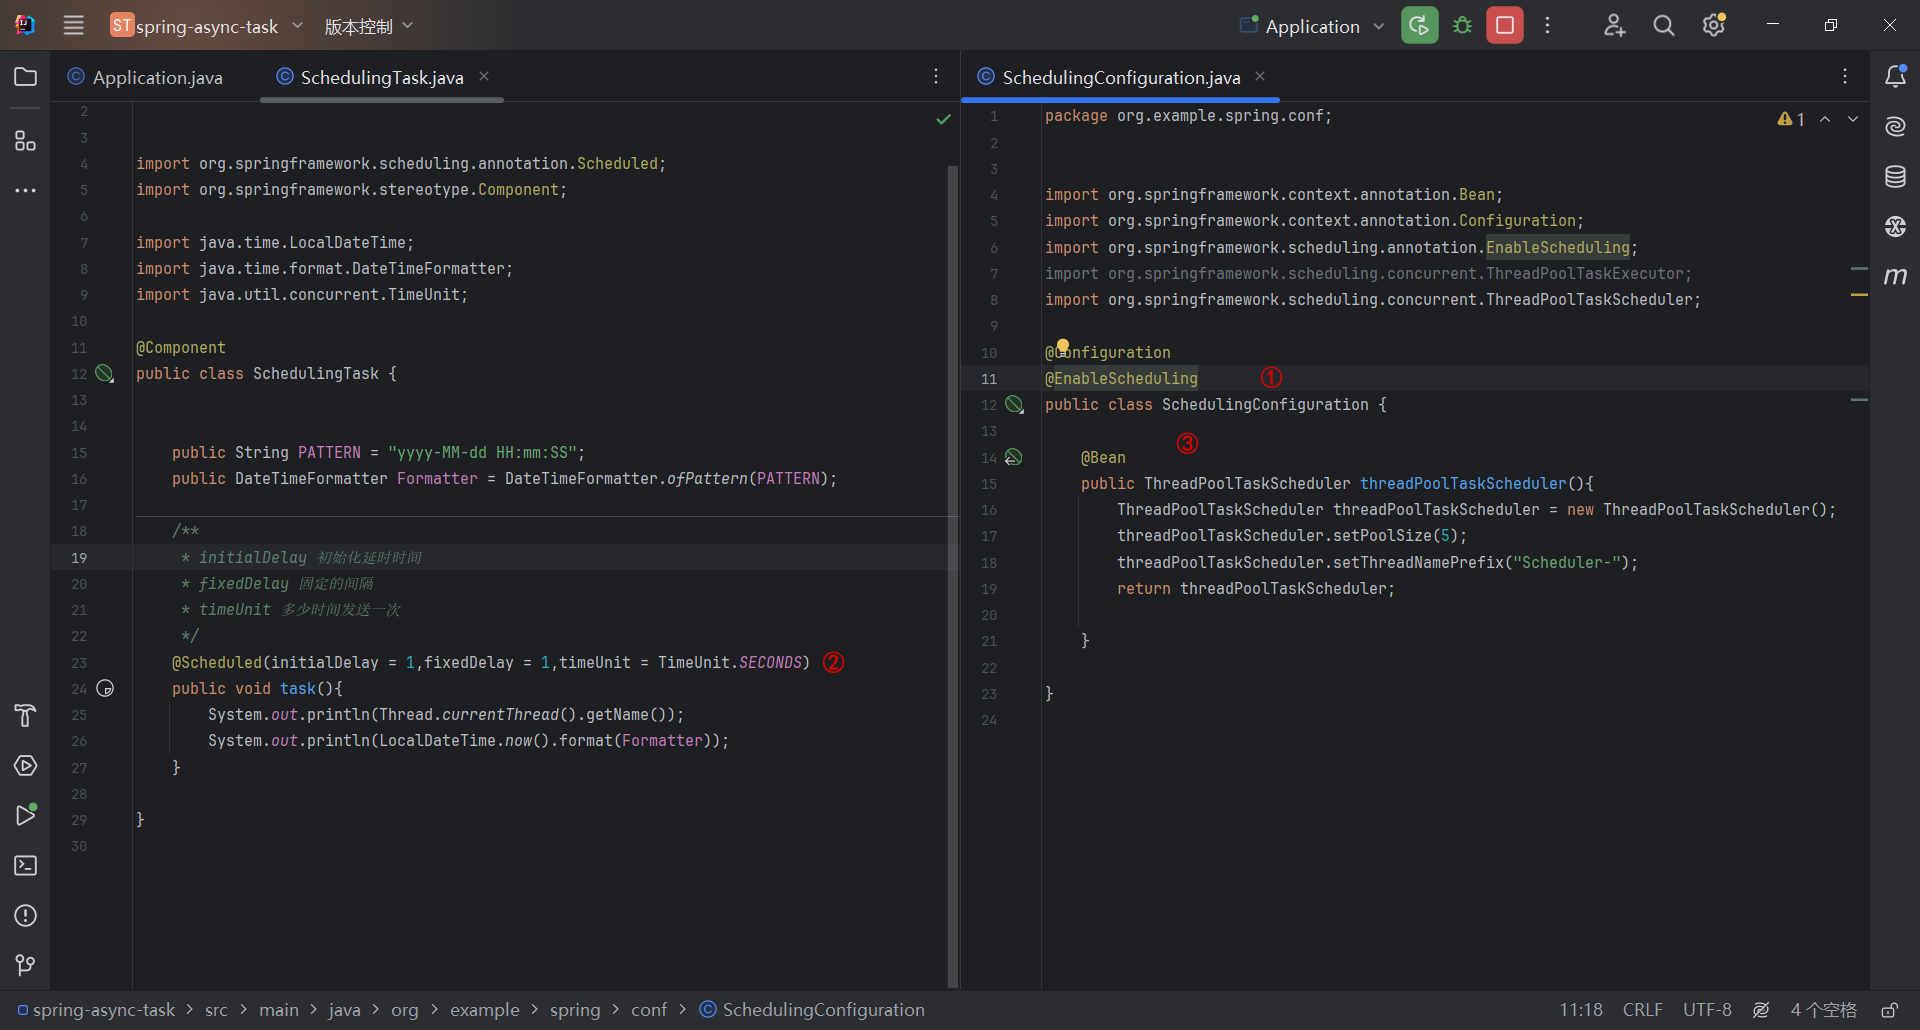 ST spring-async-task 版本控制 Application
Application.java SchedulingTask.java
2
3
4 import org.springframework.scheduling.annotation.Scheduled;
5 import org.springframework.stereotype.Component;
6
7 import java.time.LocalDateTime;
8 import java.time.format.DateTimeFormatter;
9 import java.util.concurrent.TimeUnit;
10
11 @Component
12 public class SchedulingTask {
13
14
15 public String PATTERN = "yyyy-MM-dd HH:mm:SS";
16 public DateTimeFormatter Formatter = DateTimeFormatter.ofPattern(PATTERN);
17
18 /**
19 * initialDelay 初始化延时时间
20 * fixedDelay 固定的间隔
21 * timeUnit 多少时间发送一次
22 */
23 @Scheduled(initialDelay = 1,fixedDelay = 1,timeUnit = TimeUnit.SECONDS) ②
24 public void task(){
25 System.out.println(Thread.currentThread().getName());
26 System.out.println(LocalDateTime.now().format(Formatter));
27 }
28
29 }
30
SchedulingConfiguration.java
1 package org.example.spring.conf; 1
2
3
4 import org.springframework.context.annotation.Bean;
5 import org.springframework.context.annotation.Configuration;
6 import org.springframework.scheduling.annotation.EnableScheduling;
7 import org.springframework.scheduling.concurrent.ThreadPoolTaskExecutor;
8 import org.springframework.scheduling.concurrent.ThreadPoolTaskScheduler;
9
10 @Configuration
11 @EnableScheduling ①
12 public class SchedulingConfiguration {
13 ③
14 @Bean
15 public ThreadPoolTaskScheduler threadPoolTaskScheduler(){
16 ThreadPoolTaskScheduler threadPoolTaskScheduler = new ThreadPoolTaskScheduler();
17 threadPoolTaskScheduler.setPoolSize(5);
18 threadPoolTaskScheduler.setThreadNamePrefix("Scheduler-");
19 return threadPoolTaskScheduler;
20
21 }
22
23 }
24
m
spring-async-task > src > main > java > org > example > spring > conf > SchedulingConfiguration 11:18 CRLF UTF-8 4 个空格